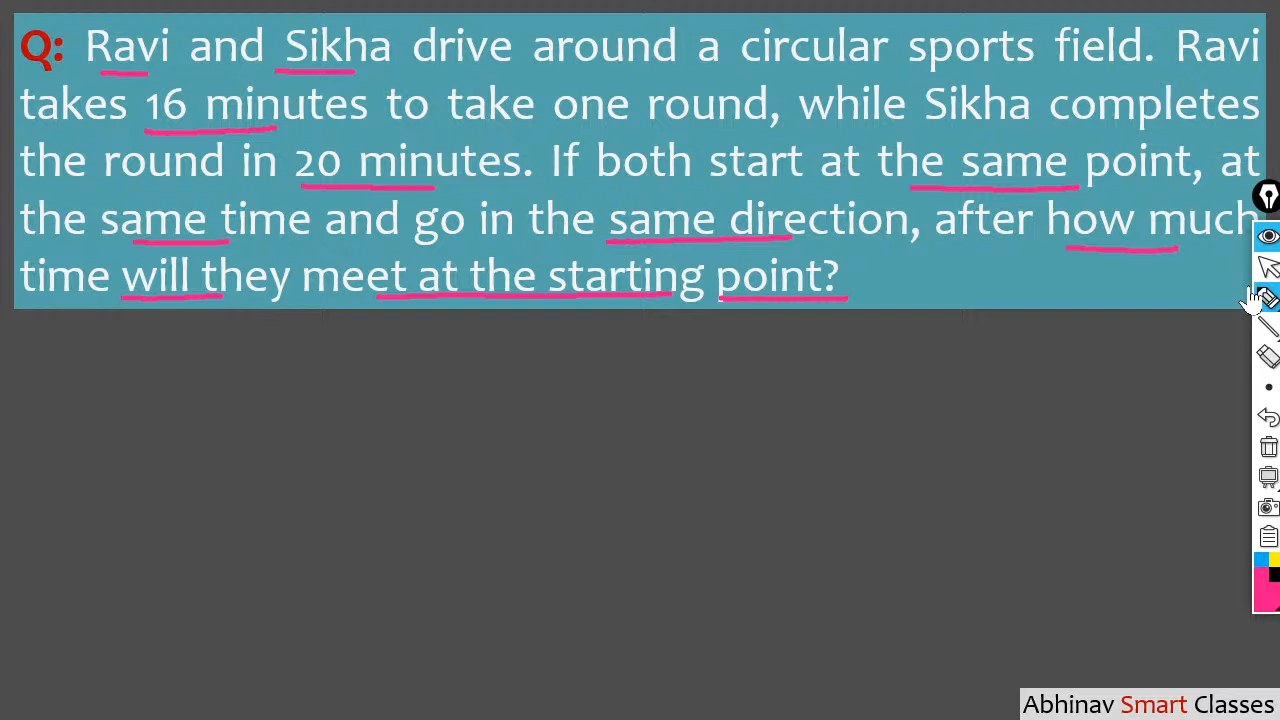 Q: Ravi and Sikha drive around a circular sports field. Ravi
takes 16 minutes to take one round, while Sikha completes
the round in 20 minutes. If both start at the same point, at
the same time and go in the same direction, after how much
time will they meet at the starting point?
Abhinav Smart Classes